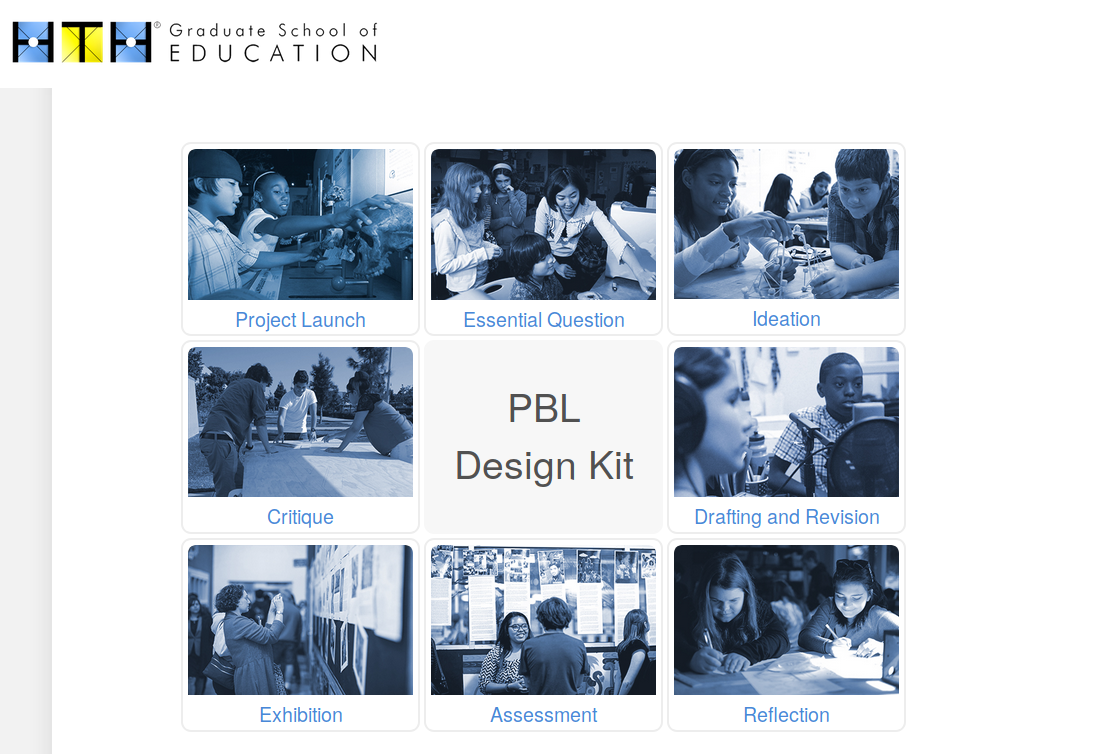 HTH® Graduate School of
EDUCATION
Project Launch
Essential Question
Ideation
Critique
PBL
Design Kit
Drafting and Revision
Exhibition
Assessment
Reflection